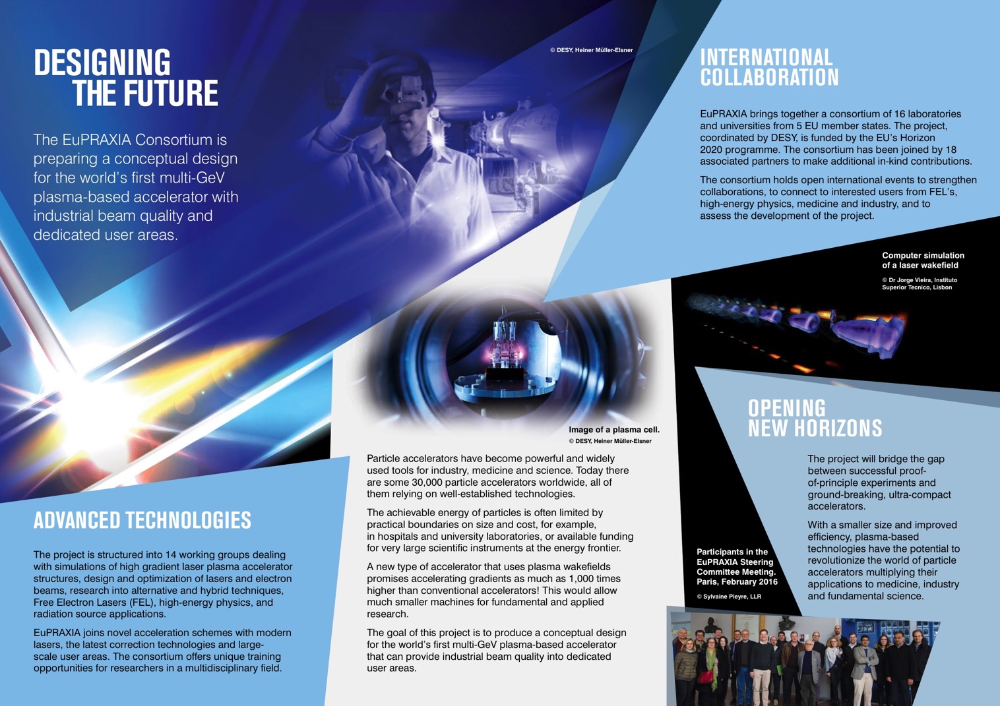 DESIGNING
THE FUTURE
The EuPRAXIA Consortium is
preparing a conceptual design
for the world's first multi-GeV
plasma-based accelerator with
industrial beam quality and
dedicated user areas.
© DESY, Heiner Müller-Elsner
ADVANCED TECHNOLOGIES
The project is structured into 14 working groups dealing
with simulations of high gradient laser plasma accelerator
structures, design and optimization of lasers and electron
beams, research into alternative and hybrid techniques,
Free Electron Lasers (FEL), high-energy physics, and
radiation source applications.
EuPRAXIA joins novel acceleration schemes with modern
lasers, the latest correction technologies and large-
scale user areas. The consortium offers unique training
opportunities for researchers in a multidisciplinary field.
Image of a plasma cell.
© DESY, Heiner Müller-Elsner
Particle accelerators have become powerful and widely
used tools for industry, medicine and science. Today there
are some 30,000 particle accelerators worldwide, all of
them relying on well-established technologies.
The achievable energy of particles is often limited by
practical boundaries on size and cost, for example,
in hospitals and university laboratories, or available funding
for very large scientific instruments at the energy frontier.
A new type of accelerator that uses plasma wakefields
promises accelerating gradients as much as 1,000 times
higher than conventional accelerators! This would allow
much smaller machines for fundamental and applied
research.
The goal of this project is to produce a conceptual design
for the world's first multi-GeV plasma-based accelerator
that can provide industrial beam quality into dedicated
user areas.
INTERNATIONAL
COLLABORATION
EuPRAXIA brings together a consortium of 16 laboratories
and universities from 5 EU member states. The project,
coordinated by DESY, is funded by the EU's Horizon
2020 programme. The consortium has been joined by 18
associated partners to make additional in-kind contributions.
The consortium holds open international events to strengthen
collaborations, to connect to interested users from FEL's,
high-energy physics, medicine and industry, and to
assess the development of the project.
Computer simulation
of a laser wakefield
© Dr Jorge Vieira, Instituto
Superior Tecnico, Lisbon
OPENING
NEW HORIZONS
The project will bridge the gap
between successful proof-
of-principle experiments and
ground-breaking, ultra-compact
accelerators.
With a smaller size and improved
efficiency, plasma-based
technologies have the potential to
revolutionize the world of particle
accelerators multiplying their
applications to medicine, industry
and fundamental science.
Participants in the
EuPRAXIA Steering
Committee Meeting.
Paris, February 2016
© Sylvaine Pieyre, LLR